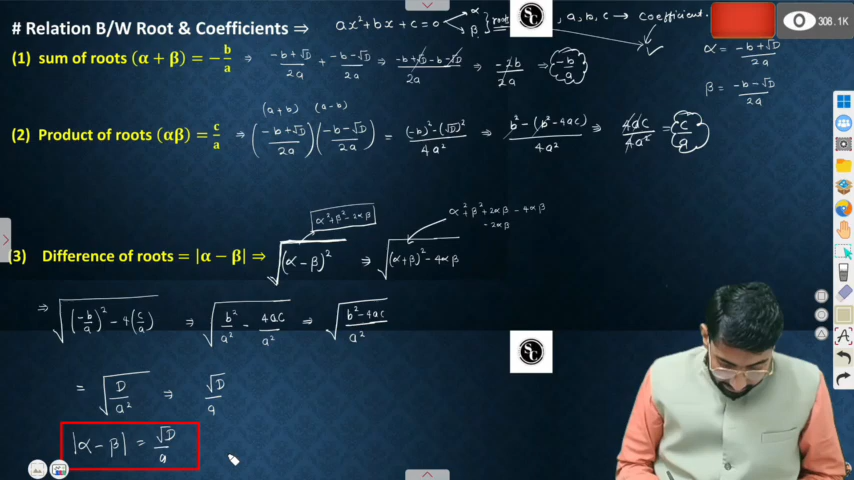 # Relation B/W Root & Coefficients ⇒ ax²+bx+c=0 α β } roots , a, b, c → coefficient.
308.1K
(1) sum of roots (α + β) = −b/a ⇒ (-b+√D)/2a + (-b-√D)/2a ⇒ (-b+√D-b-√D)/2a ⇒ -2b/2a ⇒ -b/a
α = (-b+√D)/2a
β = (-b-√D)/2a
(a+b) (a-b)
(2) Product of roots (αβ) = c/a ⇒ ((-b+√D)/2a)((-b-√D)/2a) = ((-b)²-(√D)²)/4a² ⇒ (b²-(b²-4ac))/4a² ⇒ 4ac/4a² = c/a
α²+β²-2αβ
α²+β²+2αβ-4αβ
-2αβ
(3) Difference of roots = |α − β| ⇒ √(α-β)² ⇒ √((α+β)²-4αβ)
⇒ √((-b/a)²-4(c/a)) ⇒ √(b²/a² - 4ac/a²) ⇒ √((b²-4ac)/a²)
= √(D/a²) ⇒ √D/a
|α-β| = √D/a
SC
SC